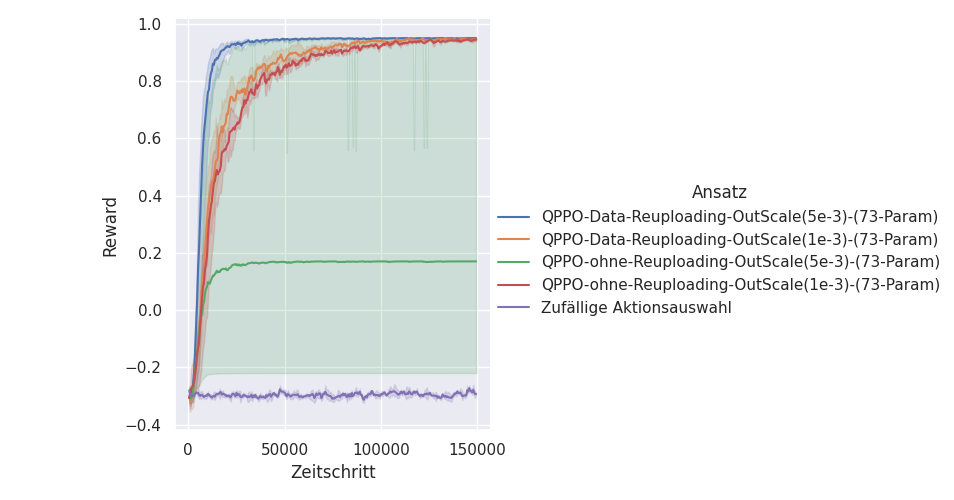 1.0
0.8
0.6
0.4
0.2
0.0
−0.2
−0.4
Reward
0
50000
100000
150000
Zeitschritt
Ansatz
QPPO-Data-Reuploading-OutScale(5e-3)-(73-Param)
QPPO-Data-Reuploading-OutScale(1e-3)-(73-Param)
QPPO-ohne-Reuploading-OutScale(5e-3)-(73-Param)
QPPO-ohne-Reuploading-OutScale(1e-3)-(73-Param)
Zufällige Aktionsauswahl